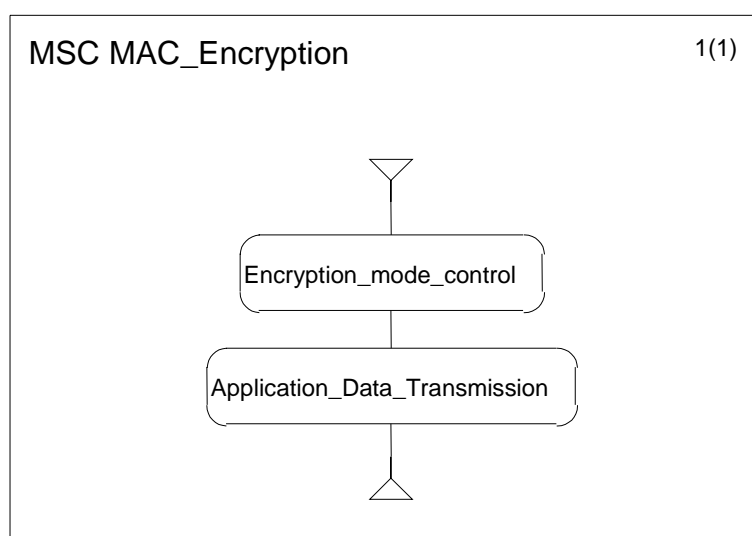 MSC MAC_Encryption
1(1)
Encryption_mode_control
Application_Data_Transmission